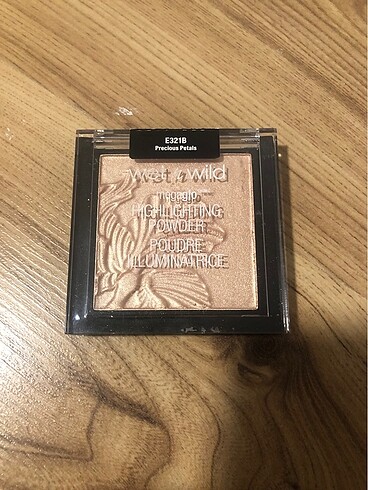 E321B
Precious Petals
wet n wild
megaglo
HIGHLIGHTING
POWDER
POUDRE
ILLUMINATRICE